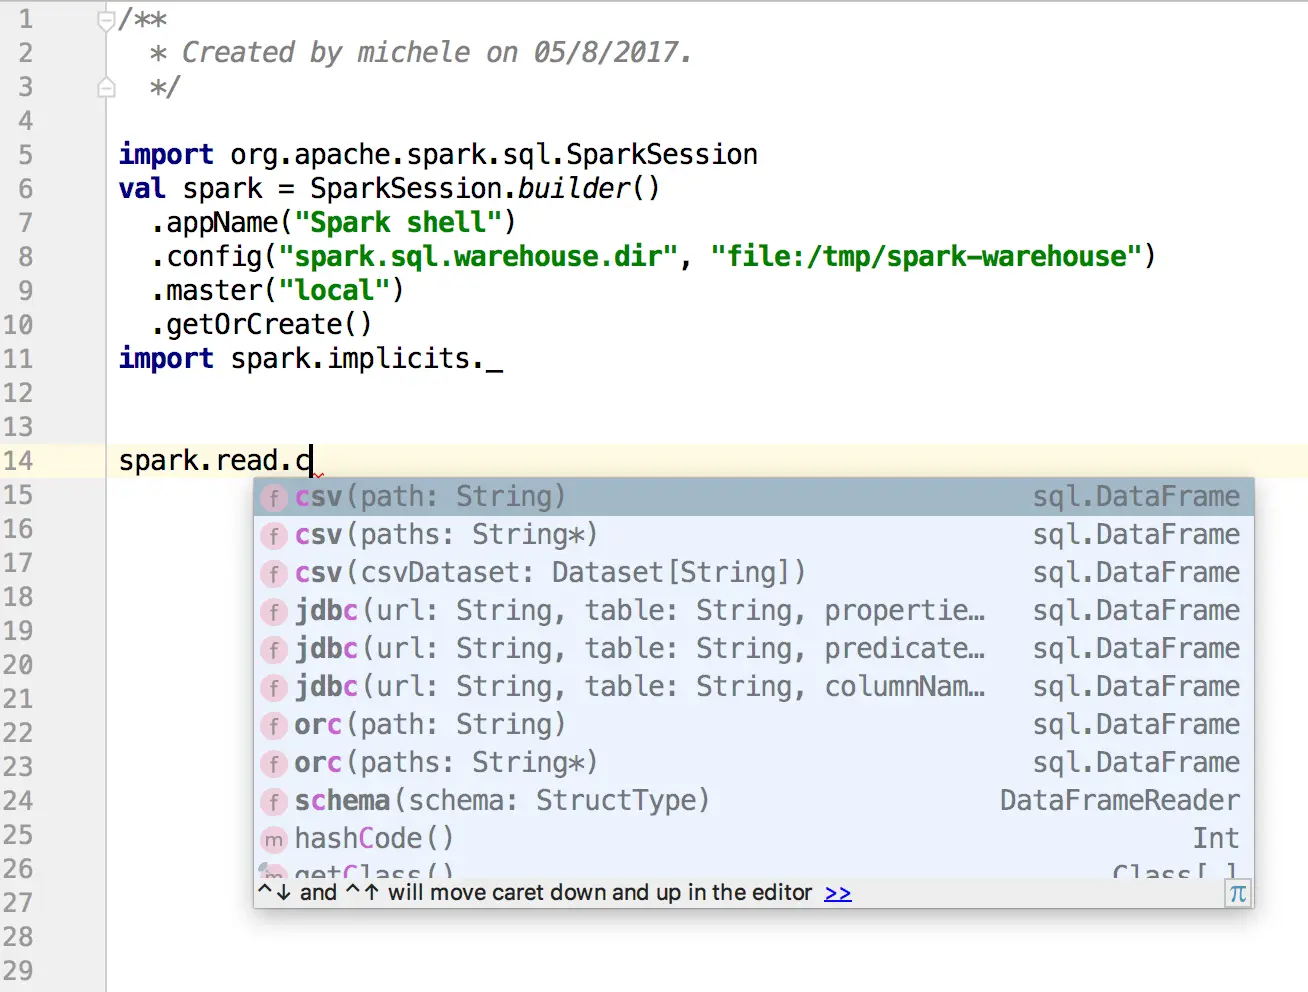 1 /**
2 * Created by michele on 05/8/2017.
3 */
4
5 import org.apache.spark.sql.SparkSession
6 val spark = SparkSession.builder()
7 .appName("Spark shell")
8 .config("spark.sql.warehouse.dir", "file:/tmp/spark-warehouse")
9 .master("local")
10 .getOrCreate()
11 import spark.implicits._
12
13
14 spark.read.c
15 f csv(path: String) sql.DataFrame
16 f csv(paths: String*) sql.DataFrame
17 f csv(csvDataset: Dataset[String]) sql.DataFrame
18 f jdbc(url: String, table: String, propertie… sql.DataFrame
19 f jdbc(url: String, table: String, predicate… sql.DataFrame
20 f jdbc(url: String, table: String, columnNam… sql.DataFrame
21 f orc(path: String) sql.DataFrame
22 f orc(paths: String*) sql.DataFrame
23 f schema(schema: StructType) DataFrameReader
24 m hashCode() Int
25 m getClass() Class[_]
26 ^↓ and ^↑ will move caret down and up in the editor >> π
27
28
29